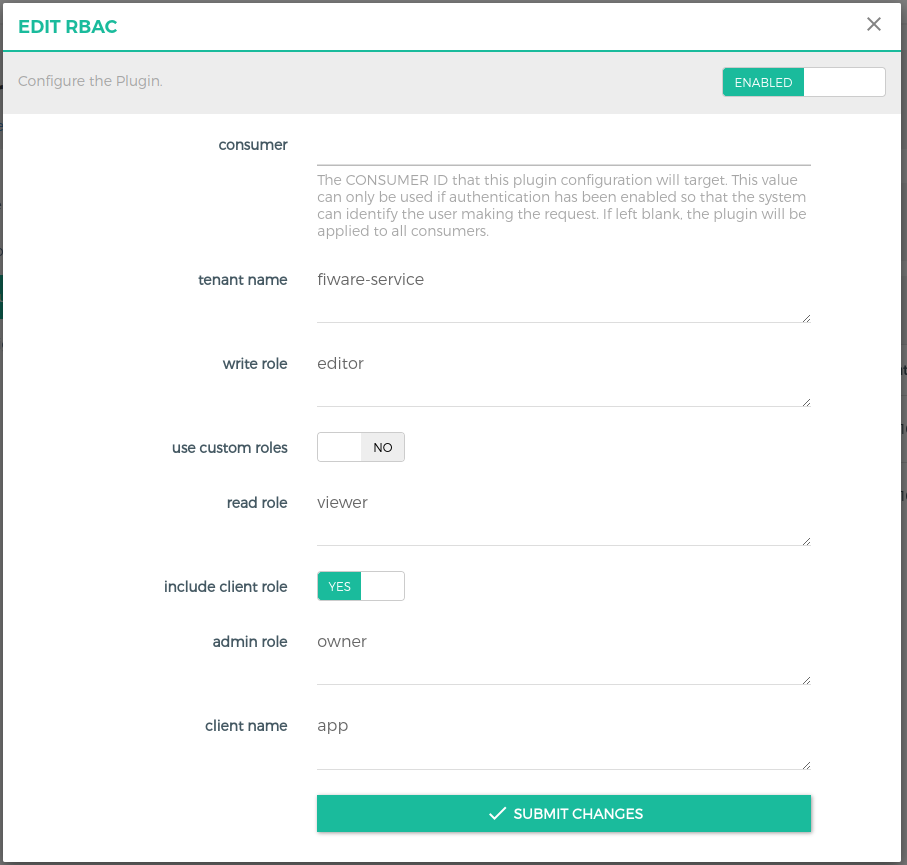 EDIT RBAC
Configure the Plugin.
ENABLED
consumer
The CONSUMER ID that this plugin configuration will target. This value
can only be used if authentication has been enabled so that the system
can identify the user making the request. If left blank, the plugin will be
applied to all consumers.
tenant name
fiware-service
write role
editor
use custom roles
NO
read role
viewer
include client role
YES
admin role
owner
client name
app
SUBMIT CHANGES